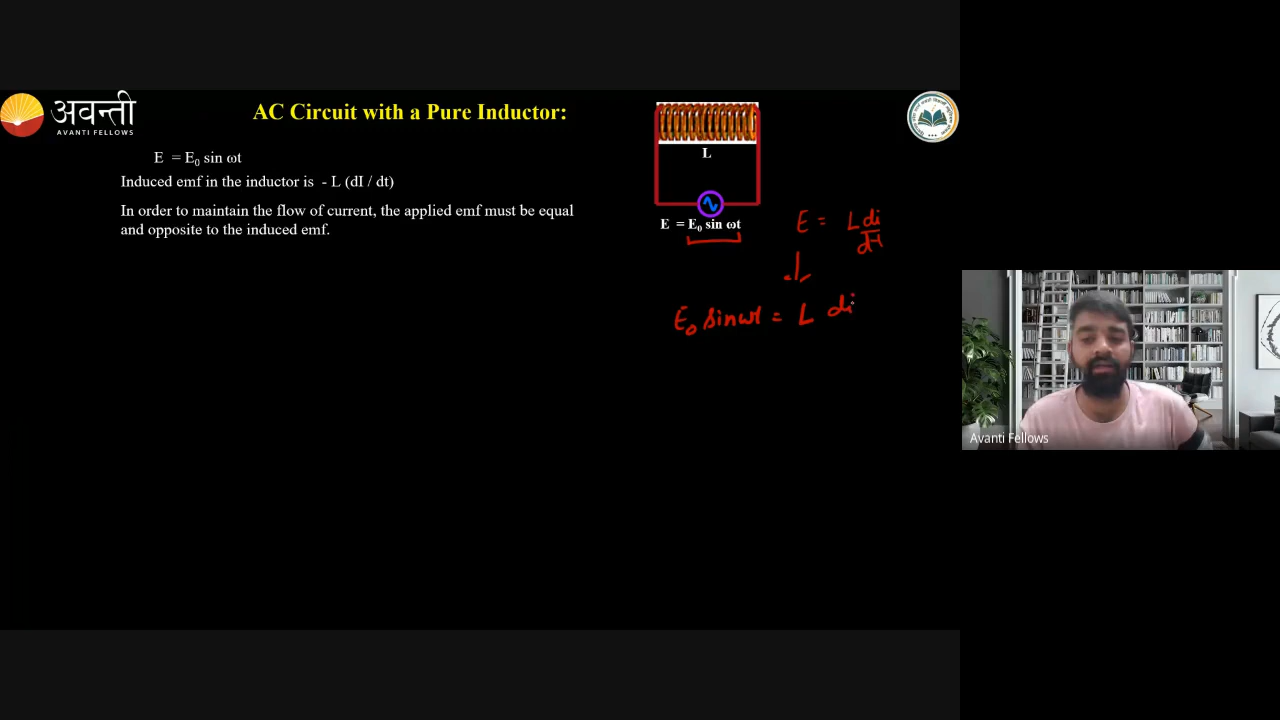 अवन्ती
AVANTI FELLOWS
AC Circuit with a Pure Inductor:
E = E₀ sin ωt
Induced emf in the inductor is - L (dI / dt)
In order to maintain the flow of current, the applied emf must be equal
and opposite to the induced emf.
L
E = E₀ sin ωt
E = L di/dt
E₀ sin ωt = L di
Avanti Fellows